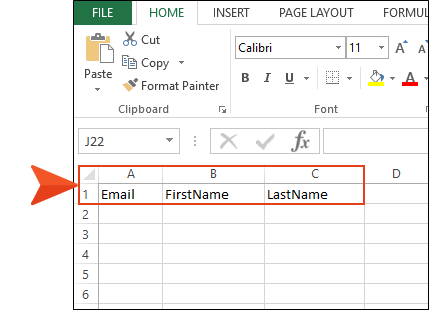 FILE HOME INSERT PAGE LAYOUT FORMUL
Cut
Copy
Format Painter
Paste
Clipboard
Calibri 11 A A
B I U A
Font
J22 fx
A B C D
1 Email FirstName LastName
2
3
4
5
6